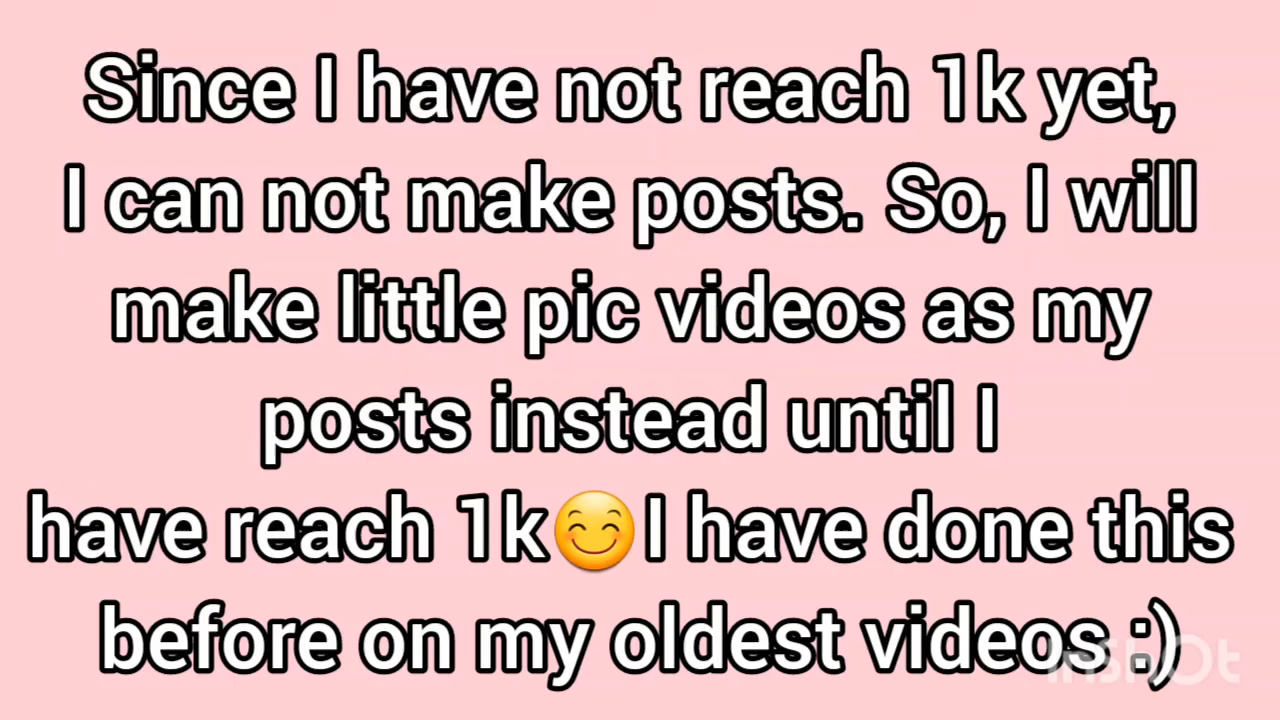 Since I have not reach 1k yet,
I can not make posts. So, I will
make little pic videos as my
posts instead until I
have reach 1k😊I have done this
before on my oldest videos :)
InShOt